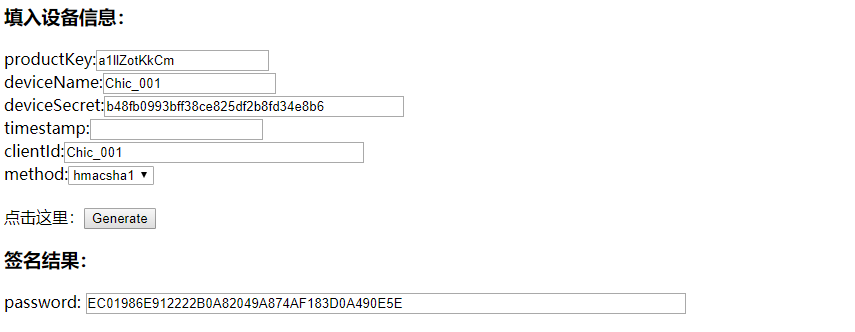 填入设备信息：
productKey:a1IlZotKkCm
deviceName:Chic_001
deviceSecret:b48fb0993bff38ce825df2b8fd34e8b6
timestamp:
clientId:Chic_001
method:hmacsha1
点击这里：Generate
签名结果：
password: EC01986E912222B0A82049A874AF183D0A490E5E